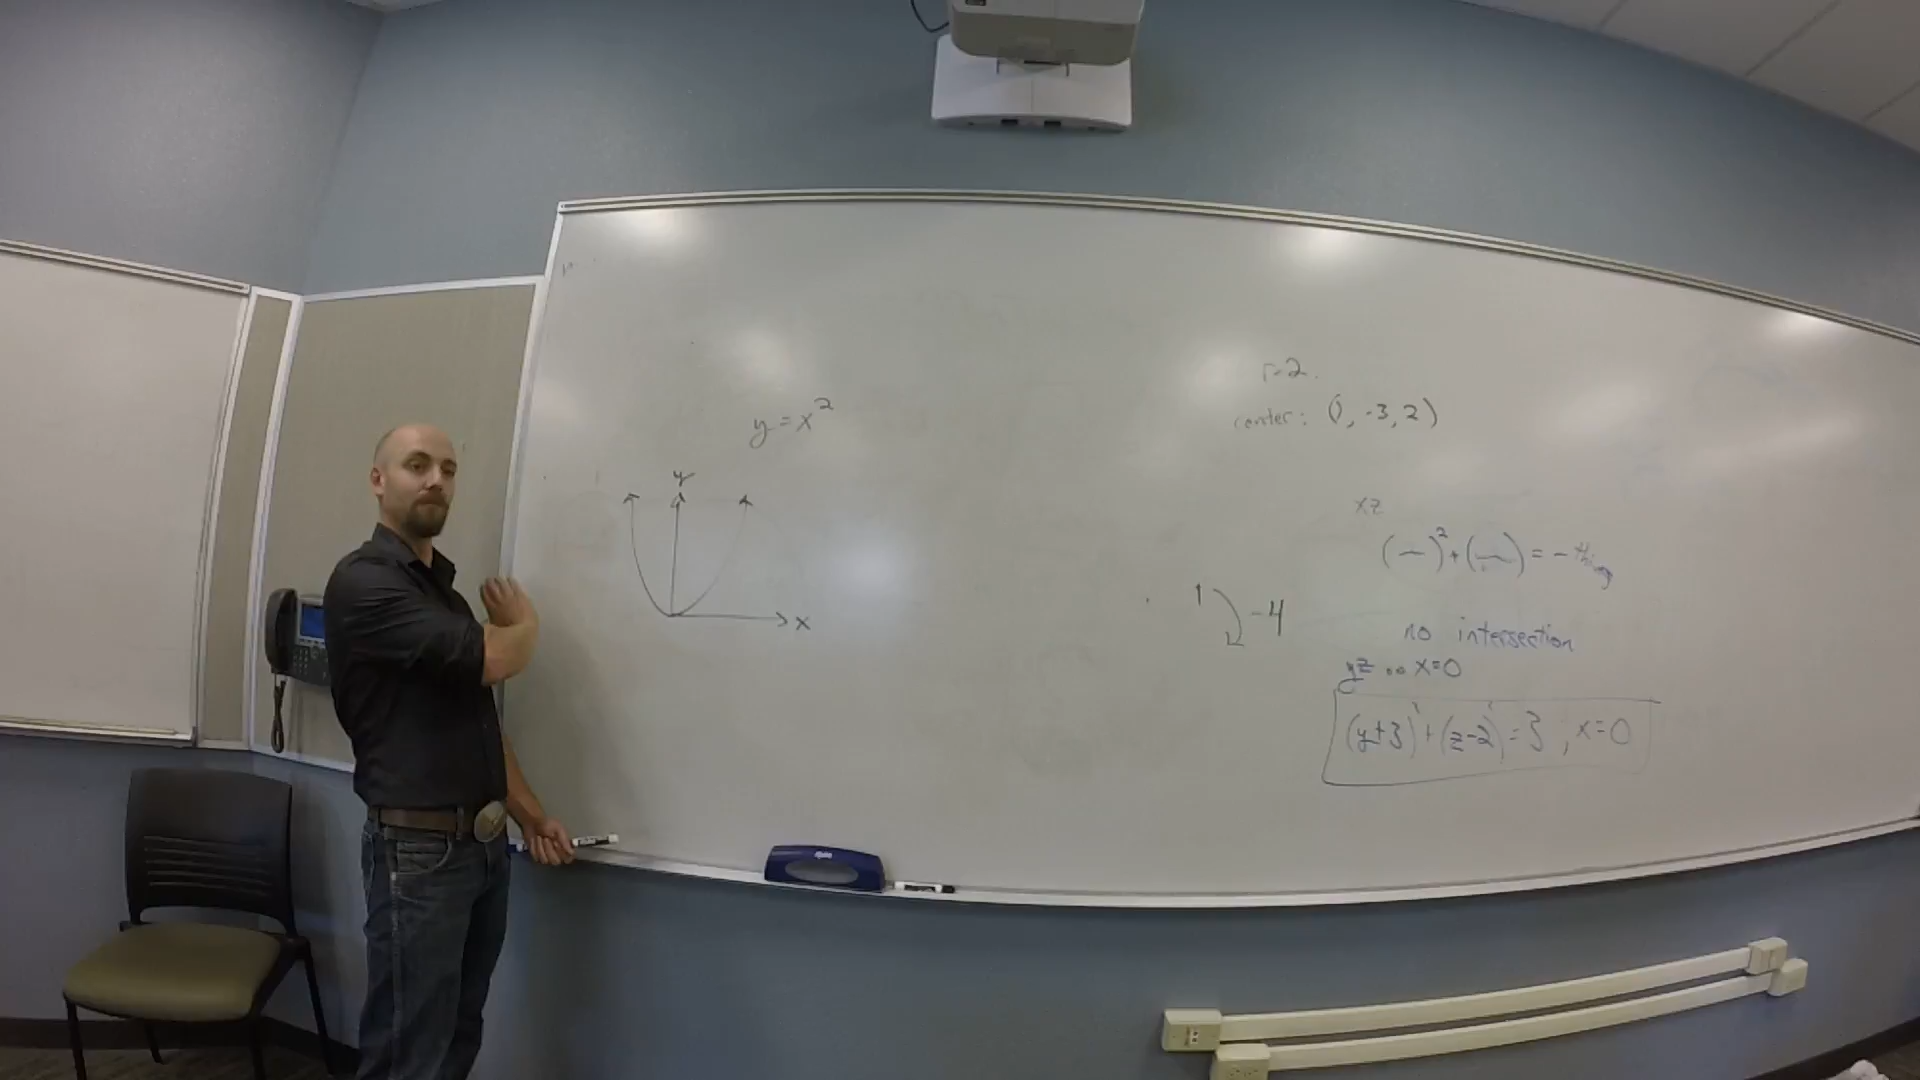 y = x²
y
x
r=2
center: (1, -3, 2)
xz
(—)² + (—) = - thing
1 -4
no intersection
yz ∞ x=0
(y+3)² + (z-2)² = 3, x=0